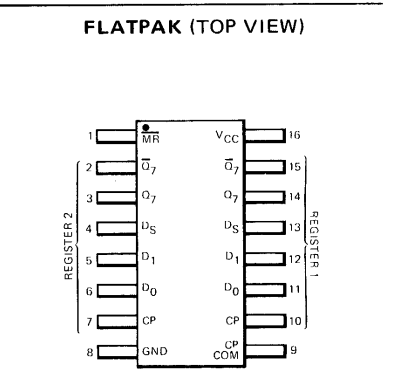 FLATPAK (TOP VIEW)
1 M̅R̅ VCC 16
2 Q̅7 Q̅7 15
3 Q7 Q7 14
4 DS DS 13
5 D1 D1 12
6 D0 D0 11
7 CP CP 10
8 GND CP COM 9
REGISTER 2
REGISTER 1